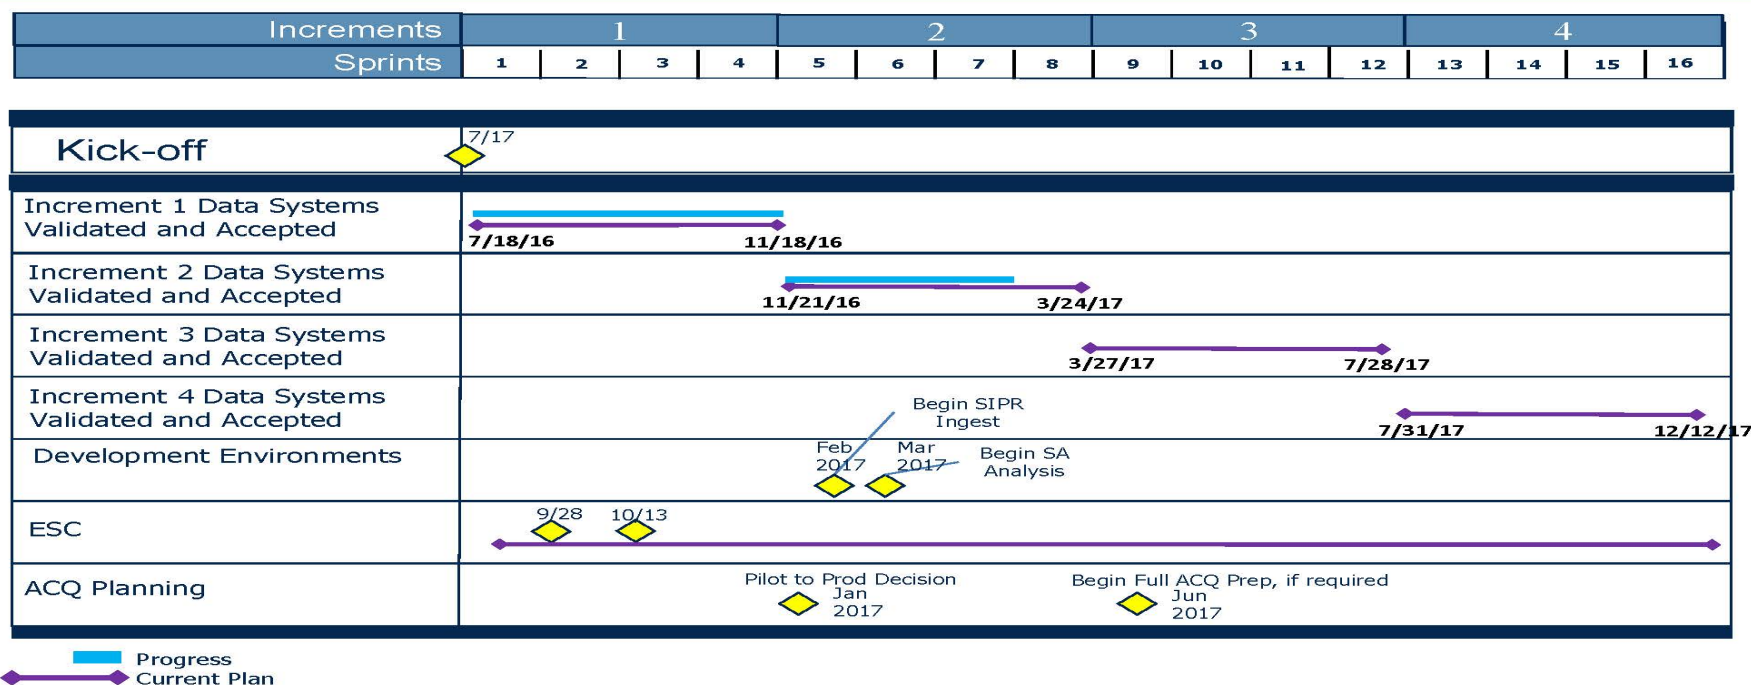 Increments 1 2 3 4
Sprints 1 2 3 4 5 6 7 8 9 10 11 12 13 14 15 16
Kick-off
7/17
Increment 1 Data Systems
Validated and Accepted
7/18/16 11/18/16
Increment 2 Data Systems
Validated and Accepted
11/21/16 3/24/17
Increment 3 Data Systems
Validated and Accepted
3/27/17 7/28/17
Increment 4 Data Systems
Validated and Accepted
7/31/17 12/12/17
Begin SIPR
Ingest
Development Environments
Feb
2017
Mar
2017
Begin SA
Analysis
ESC
9/28 10/13
ACQ Planning
Pilot to Prod Decision
Jan
2017
Begin Full ACQ Prep, if required
Jun
2017
Progress
Current Plan